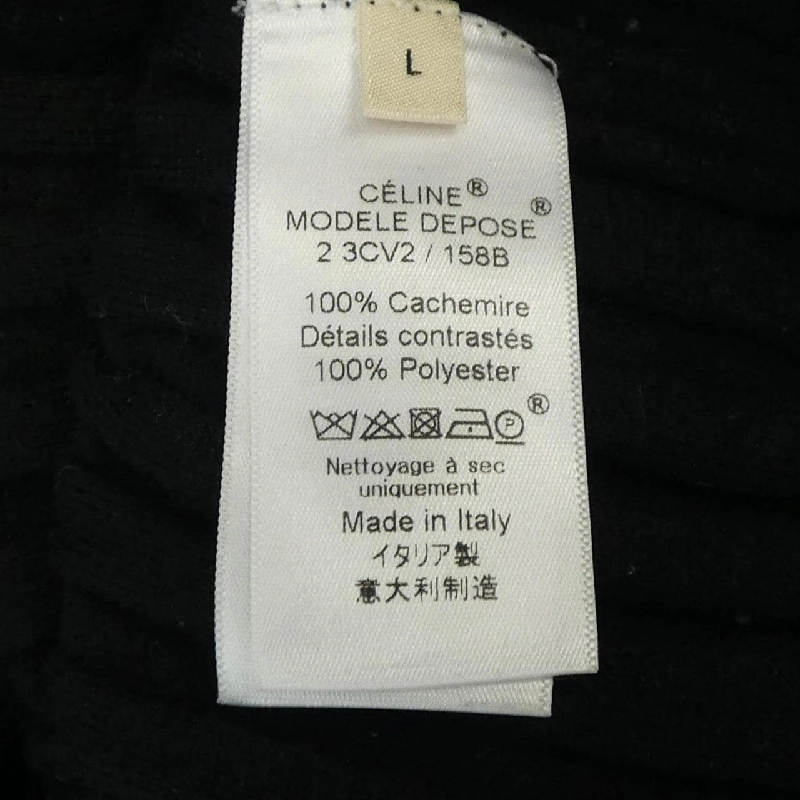 L
CÉLINE®
MODELE DEPOSE®
2 3CV2 / 158B
100% Cachemire
Détails contrastés
100% Polyester
P ®
Nettoyage à sec
uniquement
Made in Italy
イタリア製
意大利制造